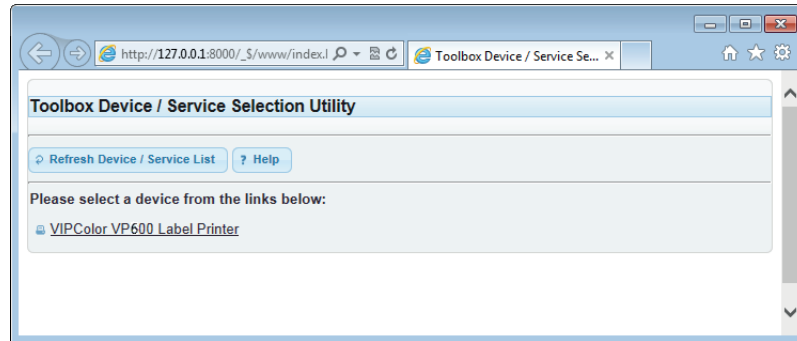 http://127.0.0.1:8000/_$/www/index.l
Toolbox Device / Service Se...
Toolbox Device / Service Selection Utility
Refresh Device / Service List
? Help
Please select a device from the links below:
VIPColor VP600 Label Printer